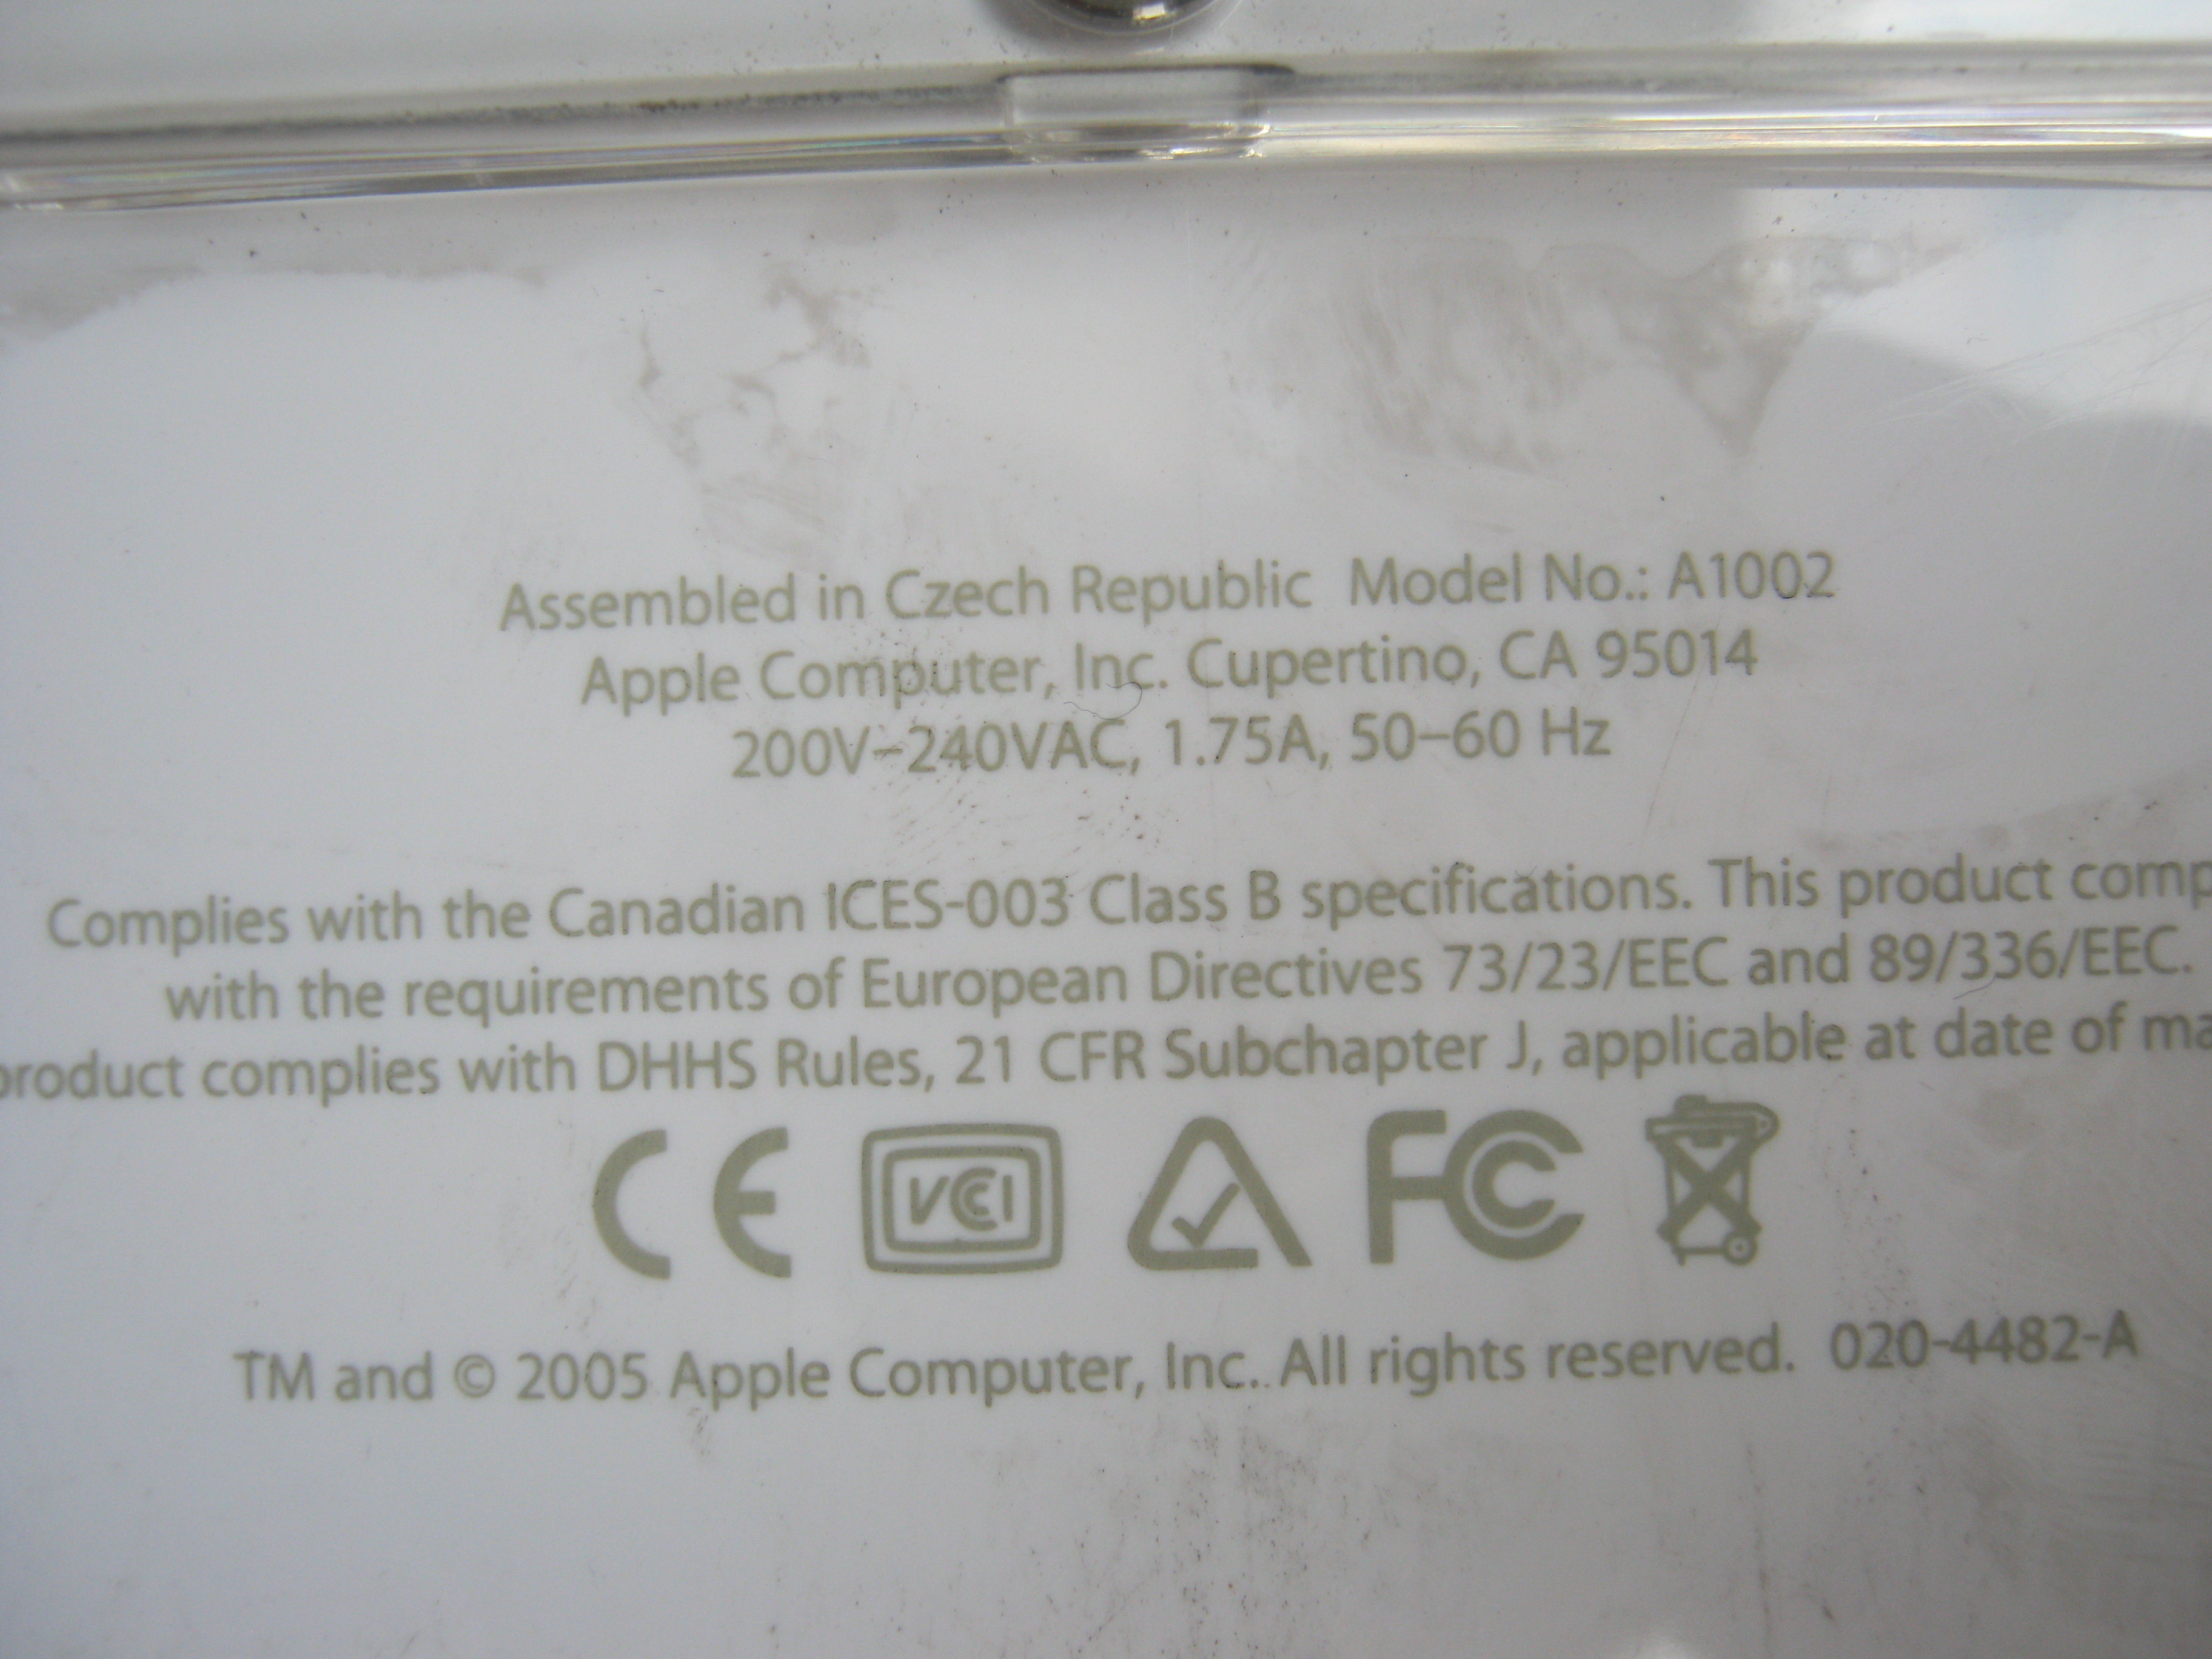 Assembled in Czech Republic Model No.: A1002
Apple Computer, Inc. Cupertino, CA 95014
200V–240VAC, 1.75A, 50–60 Hz
Complies with the Canadian ICES-003 Class B specifications. This product comp
with the requirements of European Directives 73/23/EEC and 89/336/EEC.
product complies with DHHS Rules, 21 CFR Subchapter J, applicable at date of ma
CE VCCI FCC
TM and © 2005 Apple Computer, Inc. All rights reserved. 020-4482-A